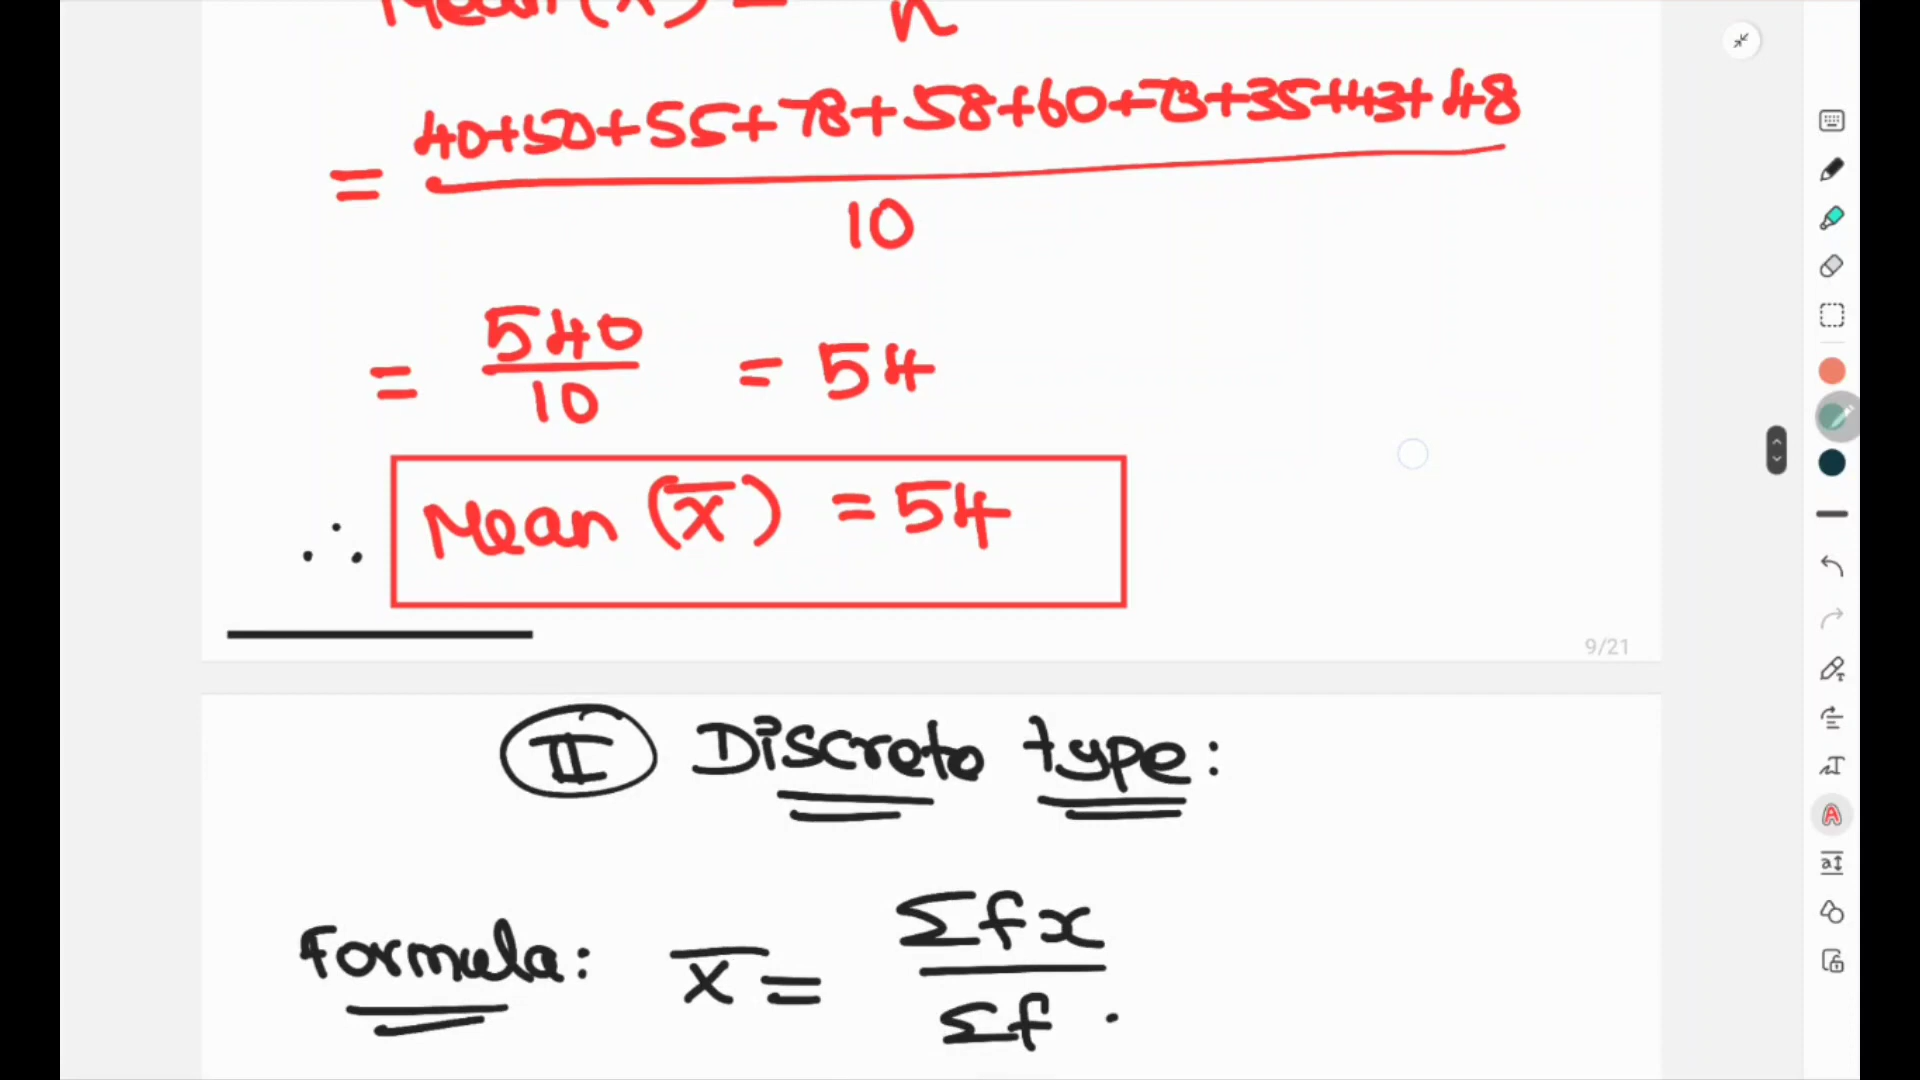 Mean (x̄) = n
= 40+50+55+78+58+60+73+35+43+48
10
= 540/10 = 54
∴ Mean (x̄) = 54
9/21
II Discrete type:
Formula: x̄ = Σfx / Σf .